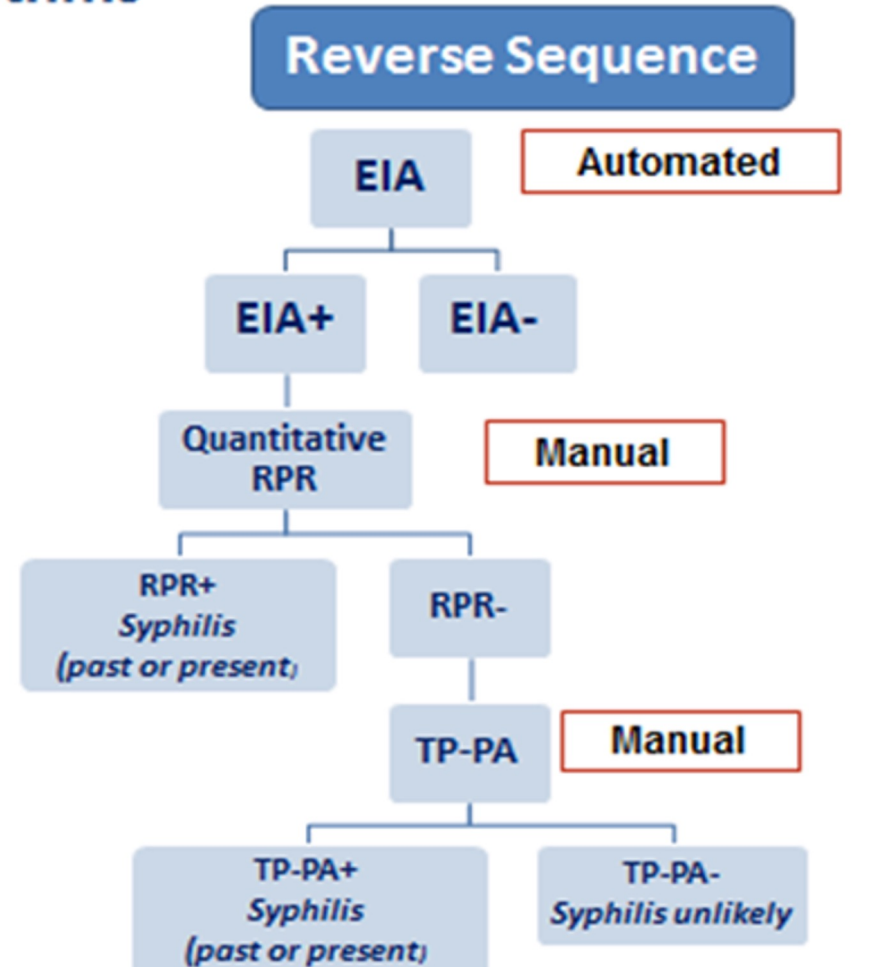 Reverse Sequence
EIA
Automated
EIA+
EIA-
Quantitative
RPR
Manual
RPR+
Syphilis
(past or present)
RPR-
TP-PA
Manual
TP-PA+
Syphilis
(past or present)
TP-PA-
Syphilis unlikely